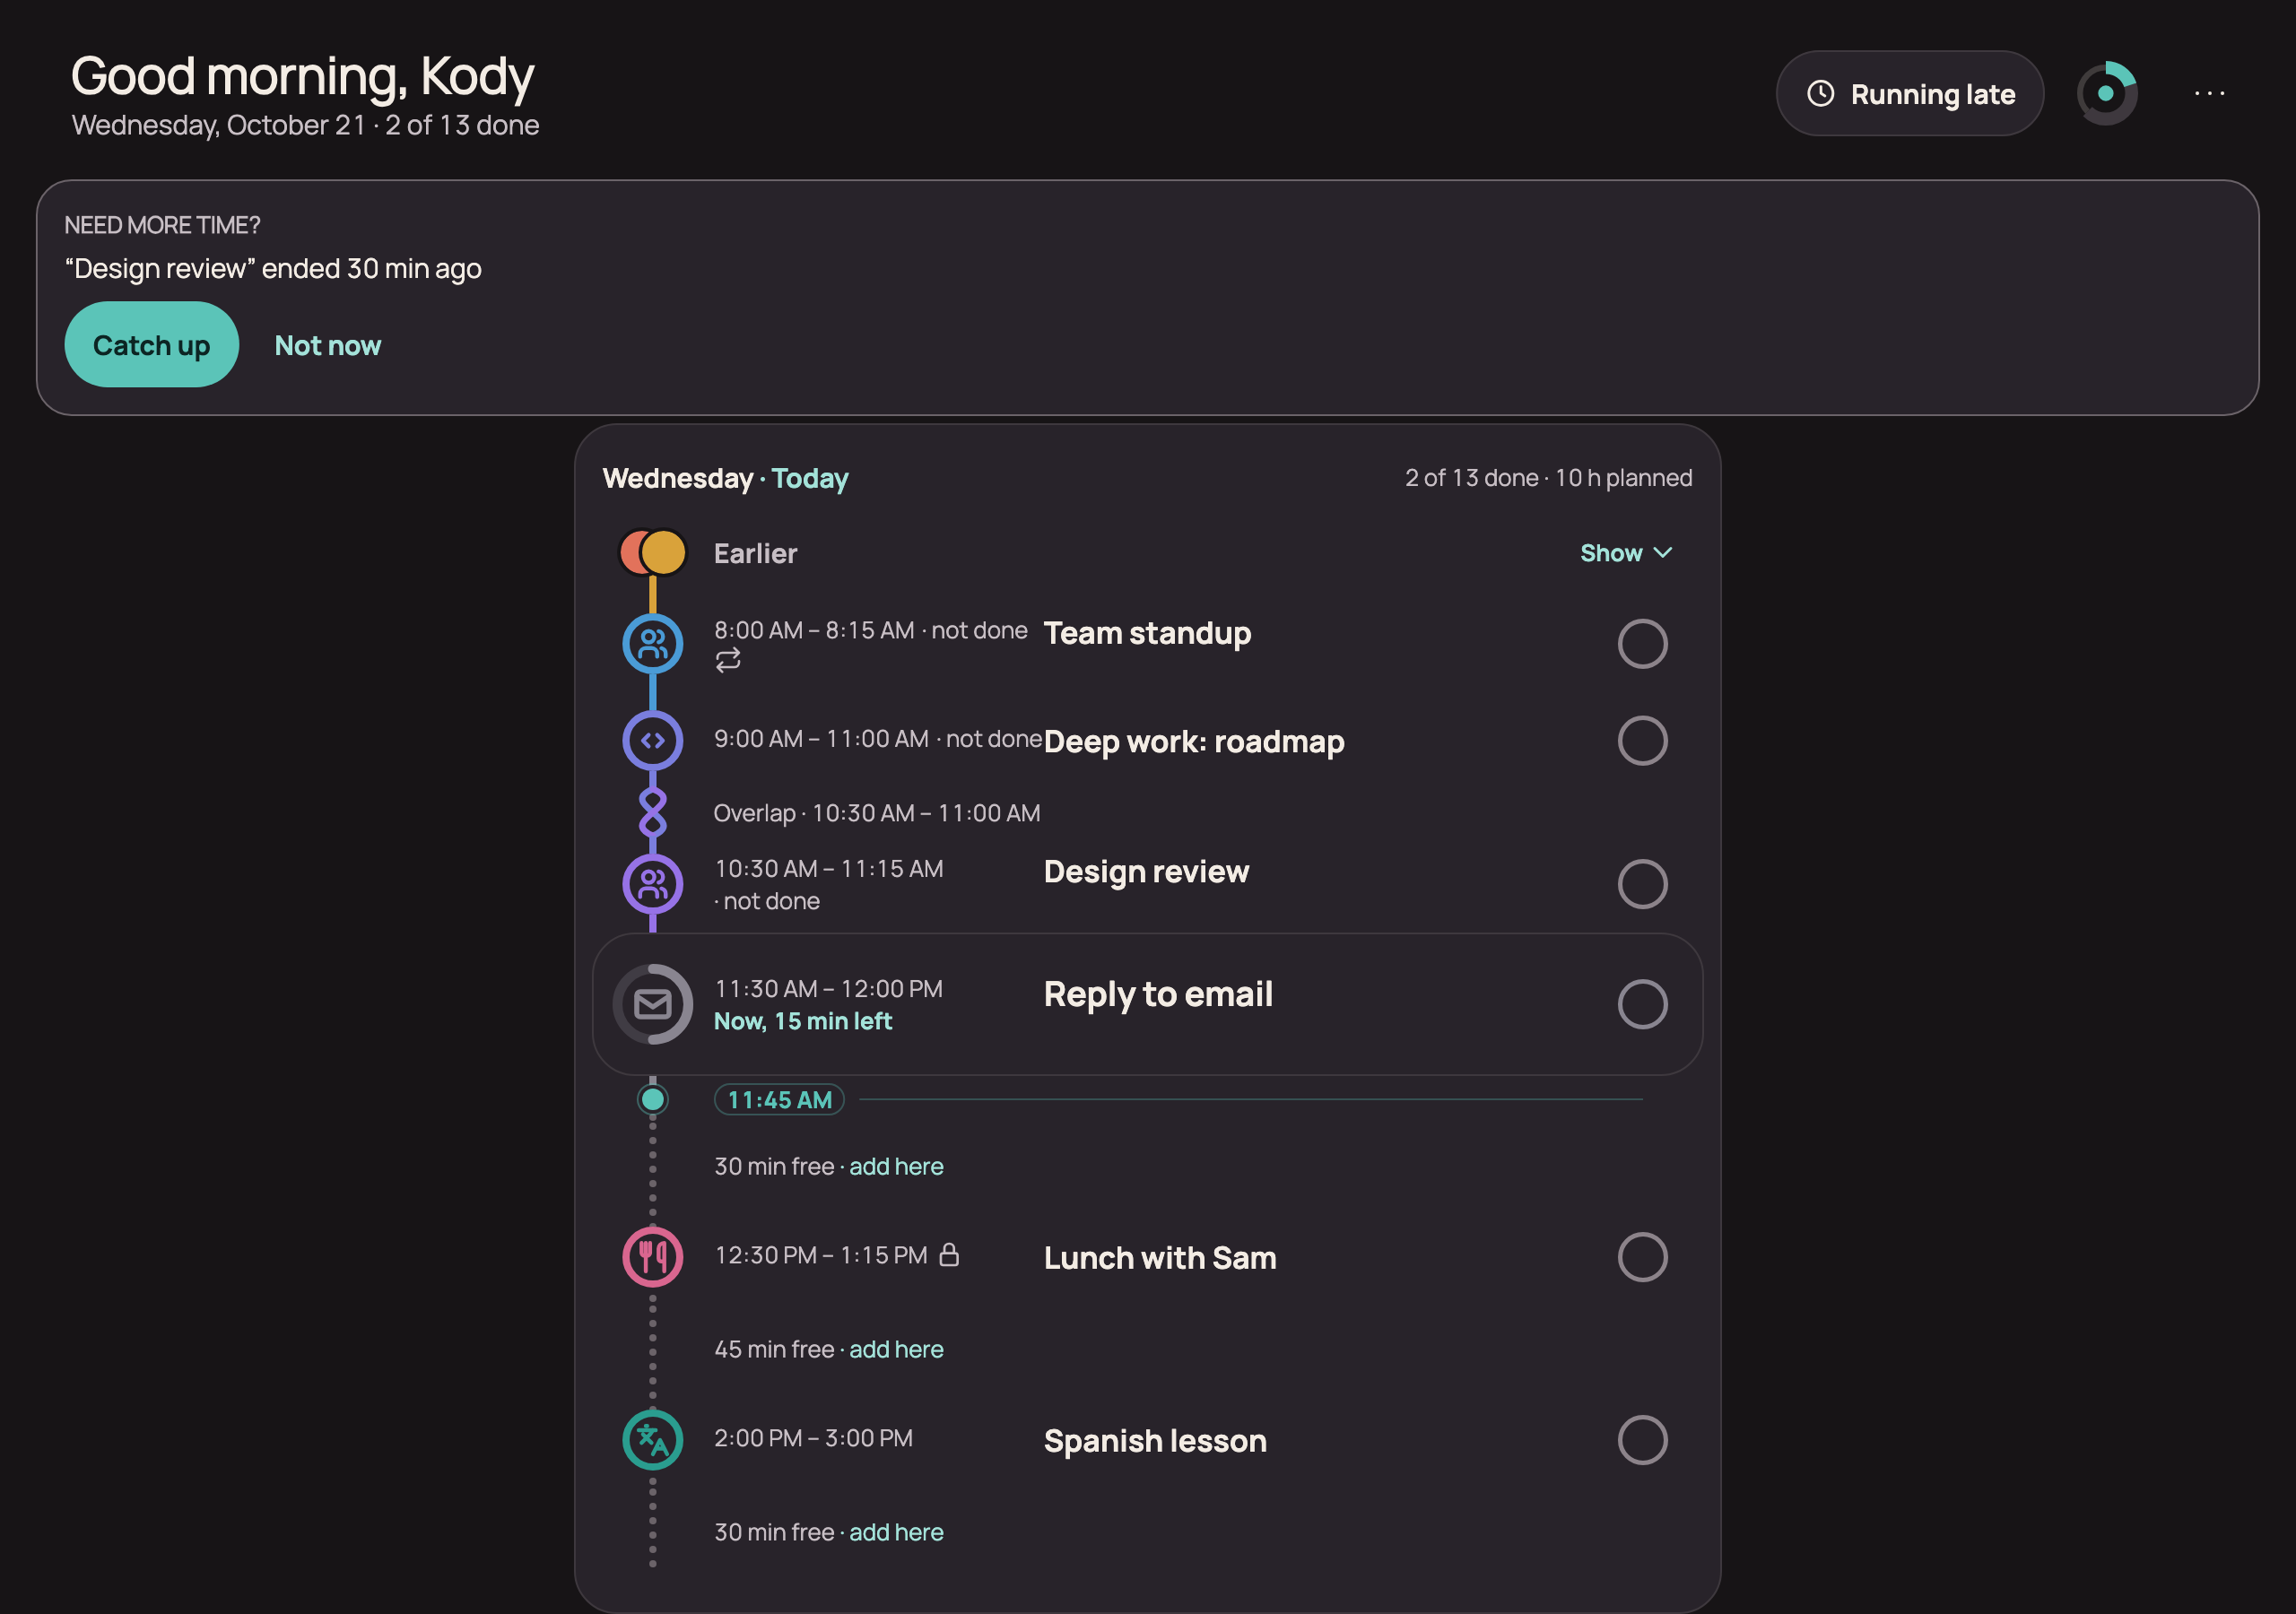 Good morning, Kody
Wednesday, October 21 · 2 of 13 done
Running late
NEED MORE TIME?
“Design review” ended 30 min ago
Catch up
Not now
Wednesday · Today
2 of 13 done · 10 h planned
Earlier
Show
8:00 AM – 8:15 AM · not done
Team standup
9:00 AM – 11:00 AM · not done
Deep work: roadmap
Overlap · 10:30 AM – 11:00 AM
10:30 AM – 11:15 AM
· not done
Design review
11:30 AM – 12:00 PM
Now, 15 min left
Reply to email
11:45 AM
30 min free · add here
12:30 PM – 1:15 PM
Lunch with Sam
45 min free · add here
2:00 PM – 3:00 PM
Spanish lesson
30 min free · add here